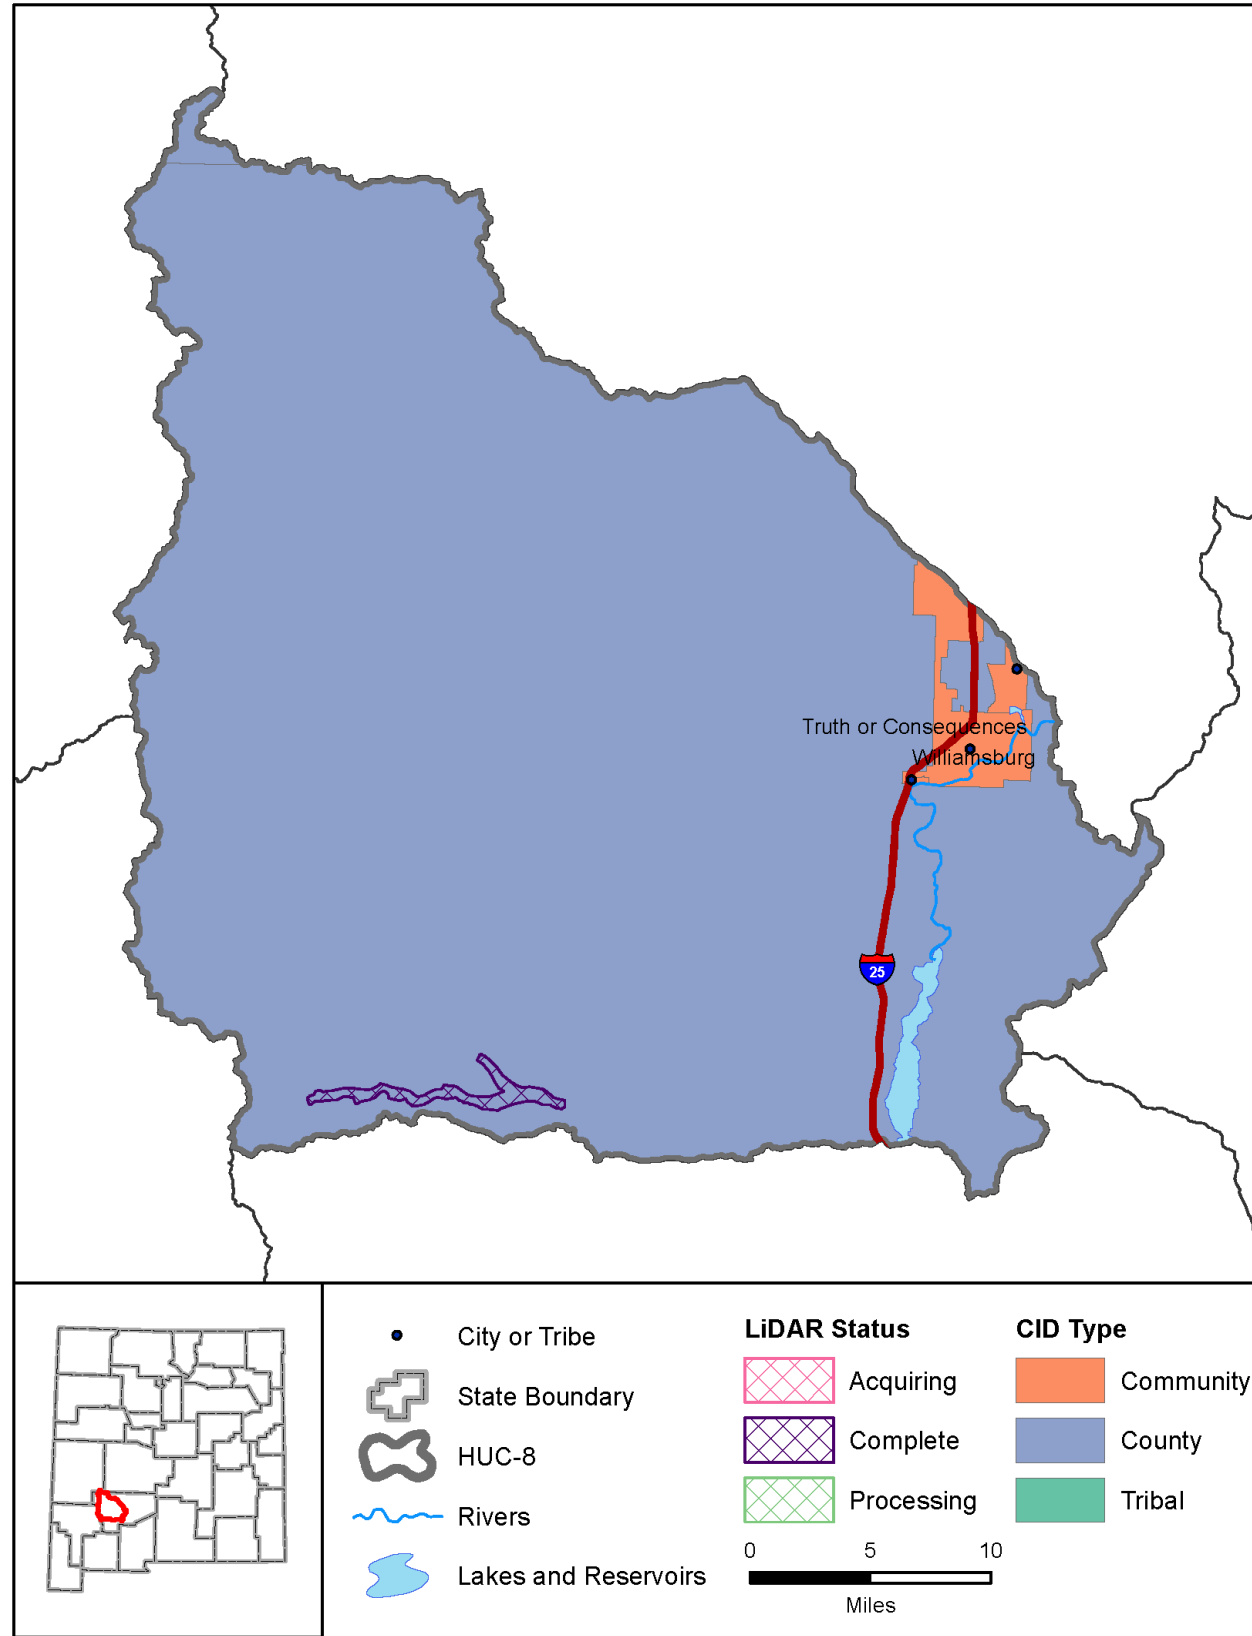 Truth or Consequences
Williamsburg
25
City or Tribe
State Boundary
HUC-8
Rivers
Lakes and Reservoirs
LiDAR Status
Acquiring
Complete
Processing
CID Type
Community
County
Tribal
0 5 10
Miles